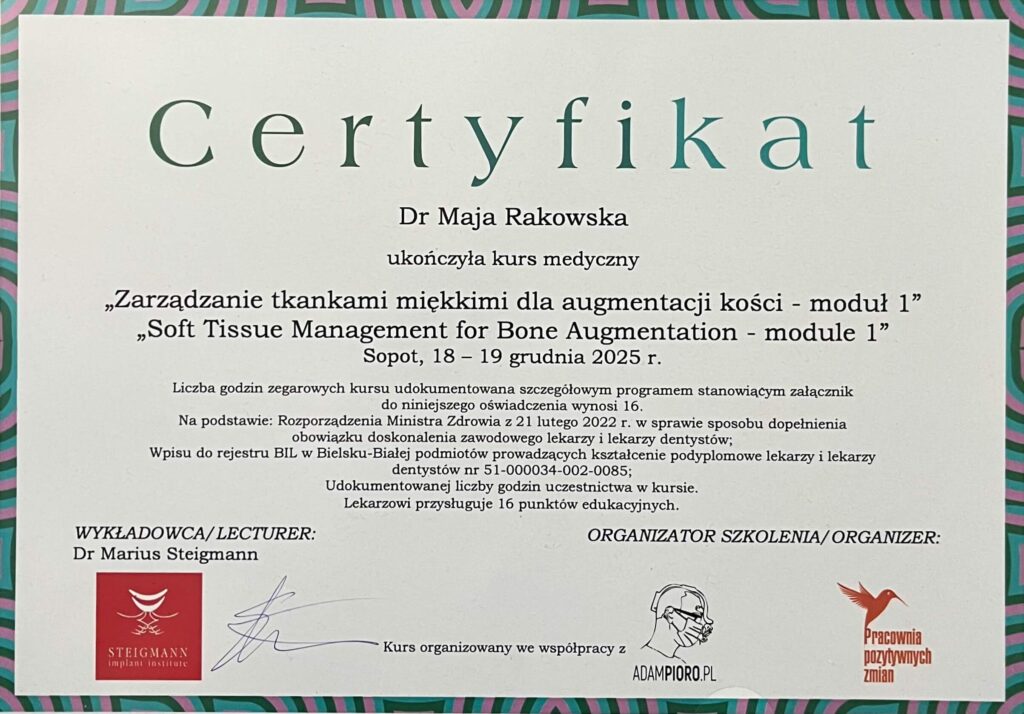 Certyfikat
Dr Maja Rakowska
ukończyła kurs medyczny
„Zarządzanie tkankami miękkimi dla augmentacji kości - moduł 1”
„Soft Tissue Management for Bone Augmentation - module 1”
Sopot, 18 – 19 grudnia 2025 r.
Liczba godzin zegarowych kursu udokumentowana szczegółowym programem stanowiącym załącznik
do niniejszego oświadczenia wynosi 16.
Na podstawie: Rozporządzenia Ministra Zdrowia z 21 lutego 2022 r. w sprawie sposobu dopełnienia
obowiązku doskonalenia zawodowego lekarzy i lekarzy dentystów;
Wpisu do rejestru BIL w Bielsku-Białej podmiotów prowadzących kształcenie podyplomowe lekarzy i lekarzy
dentystów nr 51-000034-002-0085;
Udokumentowanej liczby godzin uczestnictwa w kursie.
Lekarzowi przysługuje 16 punktów edukacyjnych.
WYKŁADOWCA/LECTURER:
Dr Marius Steigmann
ORGANIZATOR SZKOLENIA/ORGANIZER:
STEIGMANN
implant institute
Kurs organizowany we współpracy z
ADAMPIORO.PL
Pracownia
pozytywnych
zmian